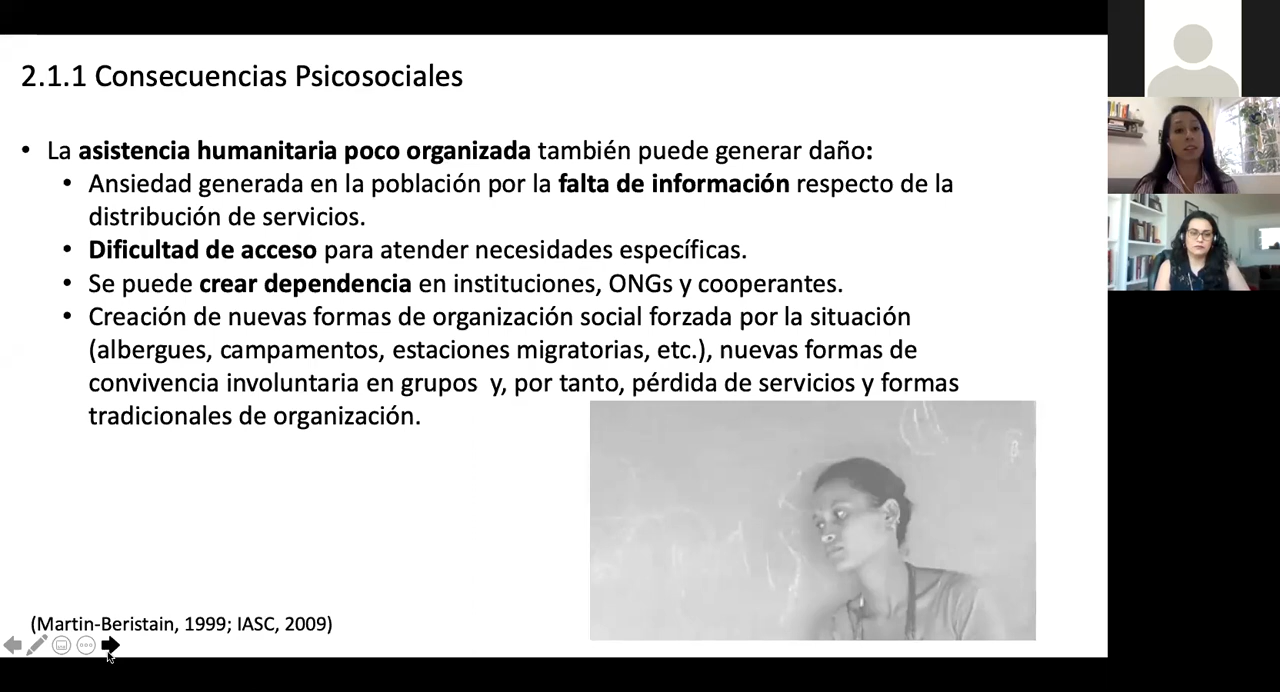 2.1.1 Consecuencias Psicosociales
• La asistencia humanitaria poco organizada también puede generar daño:
• Ansiedad generada en la población por la falta de información respecto de la
distribución de servicios.
• Dificultad de acceso para atender necesidades específicas.
• Se puede crear dependencia en instituciones, ONGs y cooperantes.
• Creación de nuevas formas de organización social forzada por la situación
(albergues, campamentos, estaciones migratorias, etc.), nuevas formas de
convivencia involuntaria en grupos y, por tanto, pérdida de servicios y formas
tradicionales de organización.
(Martin-Beristain, 1999; IASC, 2009)